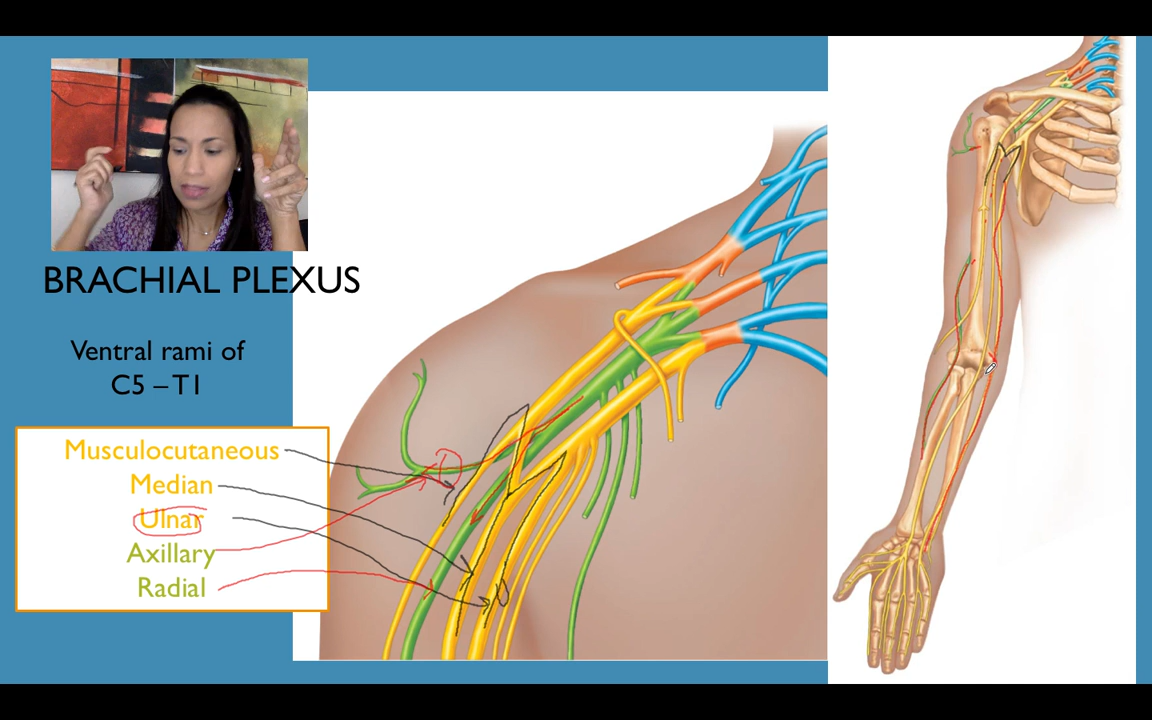 BRACHIAL PLEXUS
Ventral rami of
C5 – T1
Musculocutaneous
Median
Ulnar
Axillary
Radial